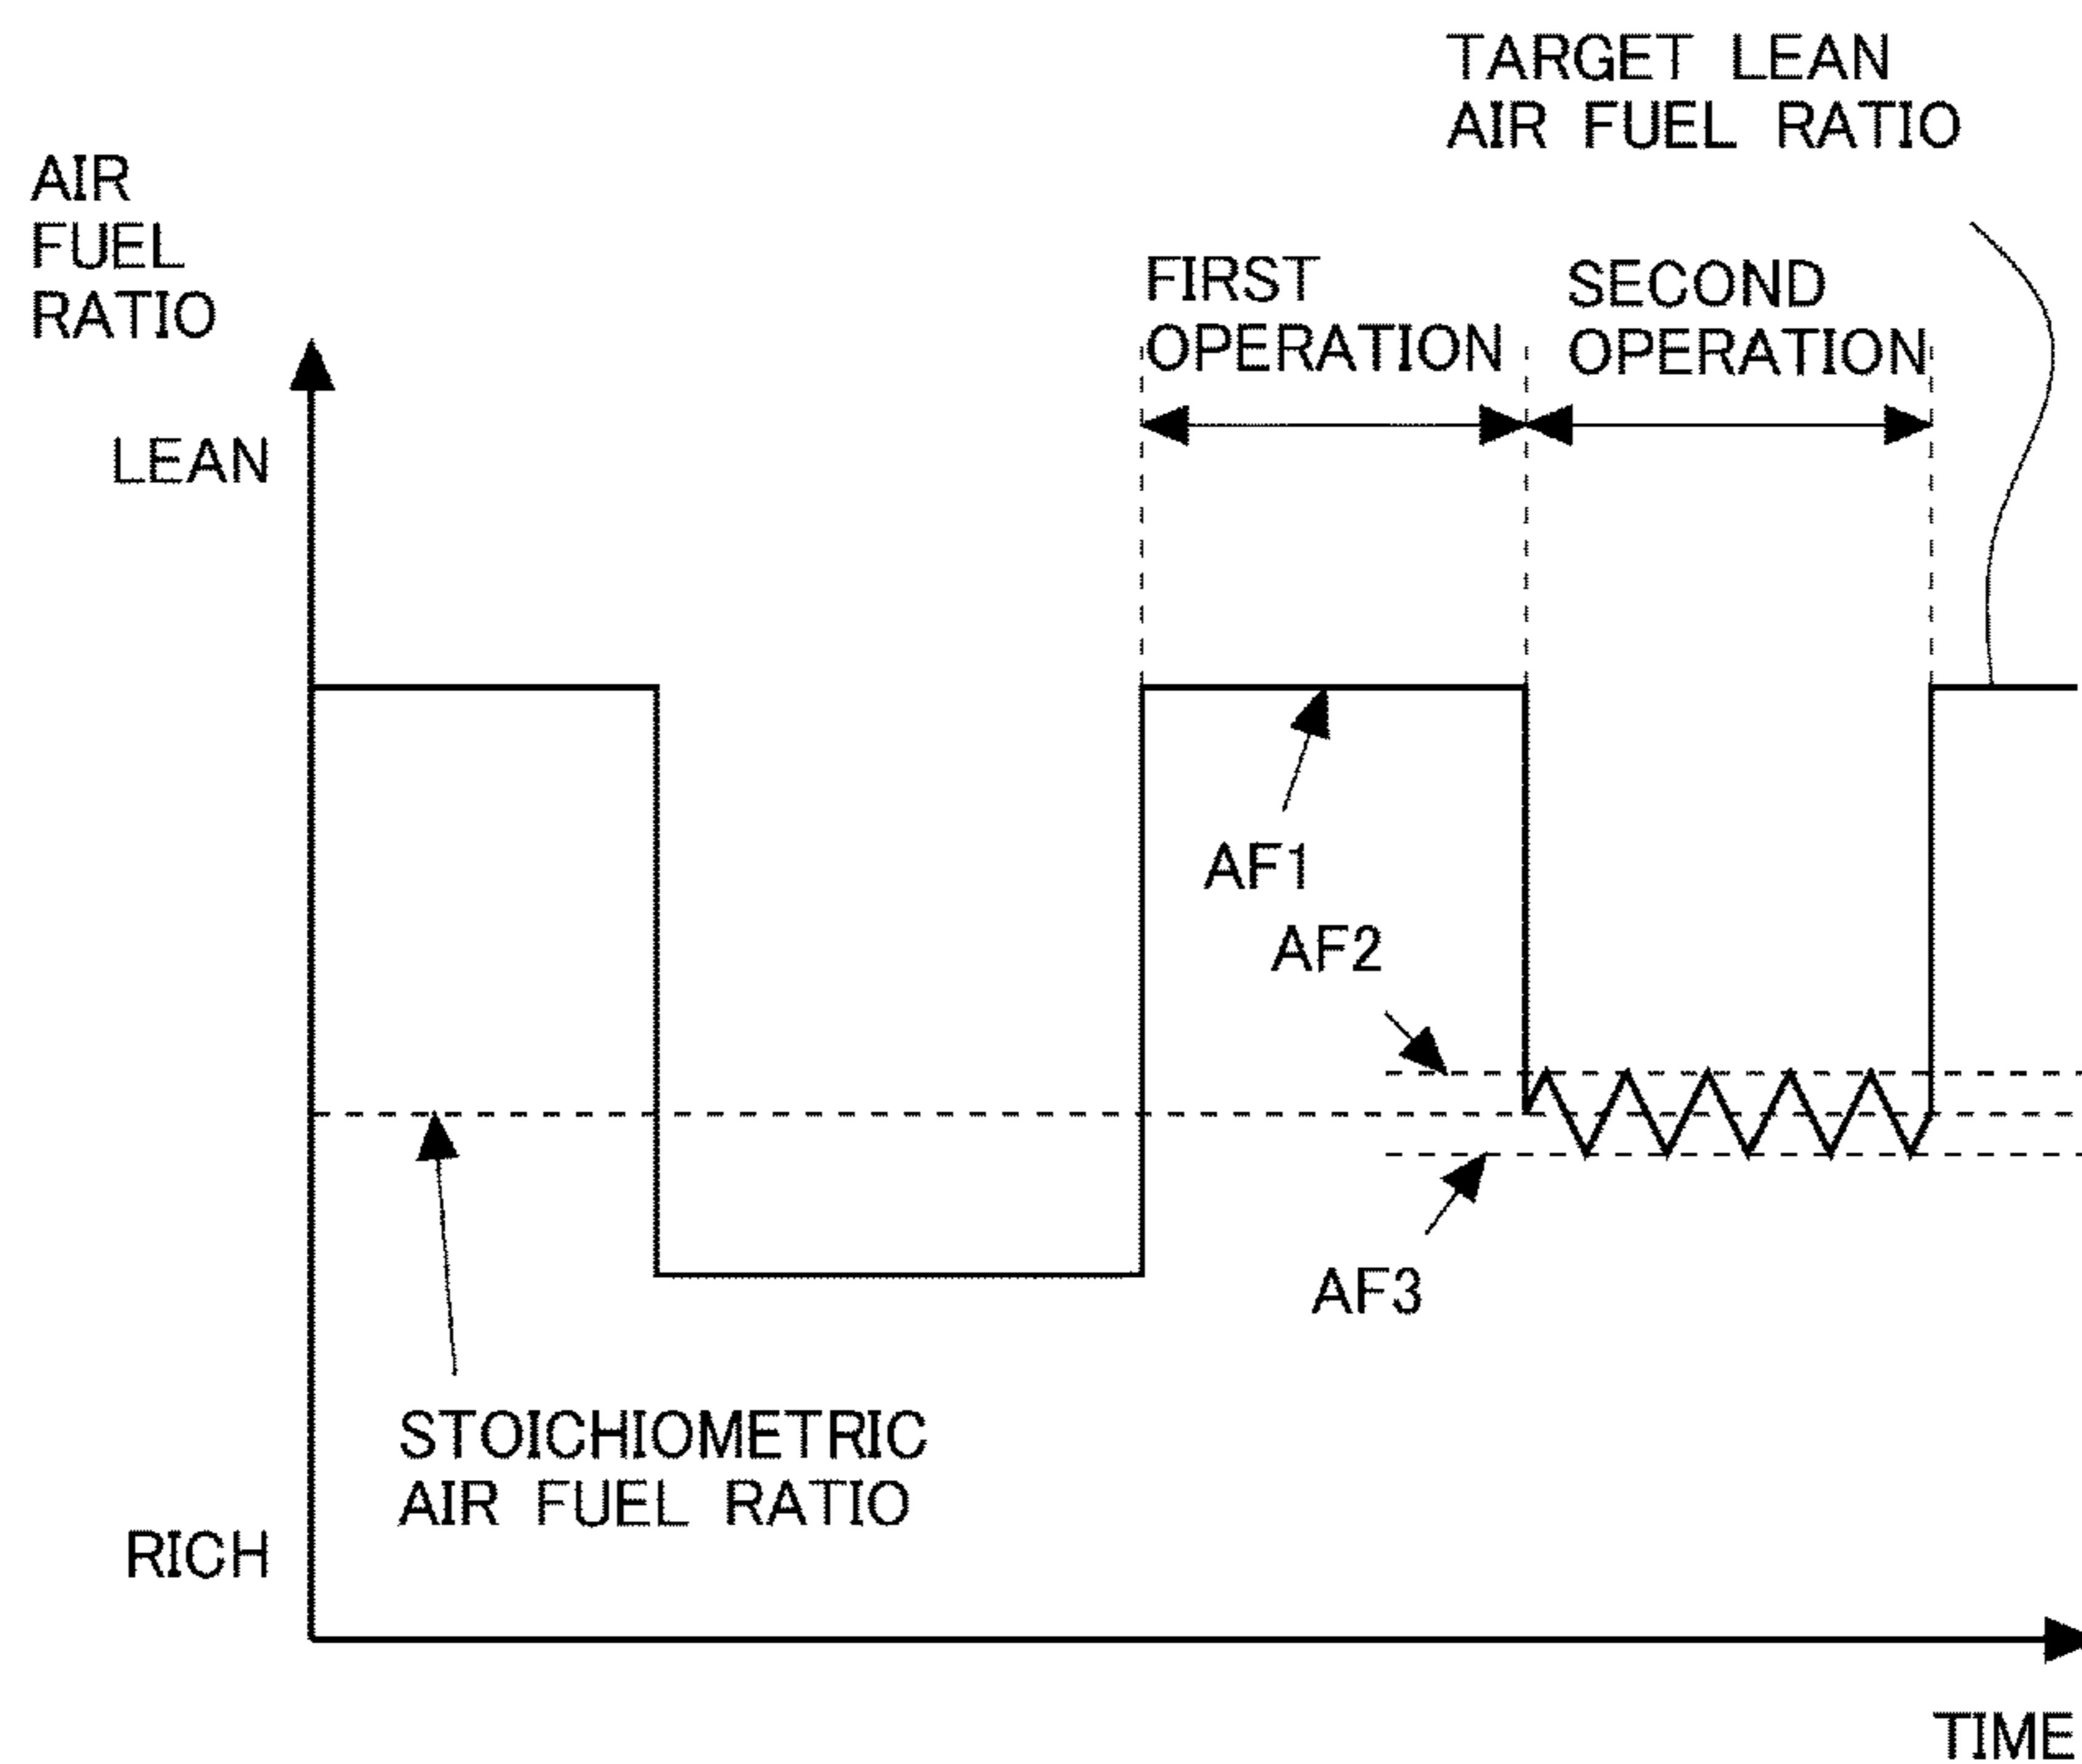 TARGET LEAN
AIR FUEL RATIO
AIR
FUEL
RATIO
FIRST
OPERATION
SECOND
OPERATION
LEAN
AF1
AF2
AF3
STOICHIOMETRIC
AIR FUEL RATIO
RICH
TIME